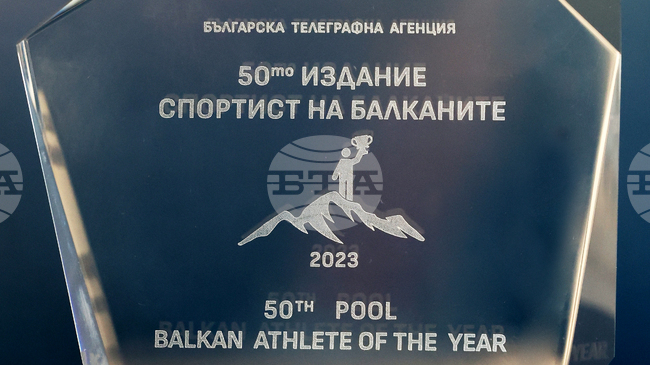 БЪЛГАРСКА ТЕЛЕГРАФНА АГЕНЦИЯ
50то ИЗДАНИЕ
СПОРТИСТ НА БАЛКАНИТЕ
БТА
2023
50TH POOL
BALKAN ATHLETE OF THE YEAR